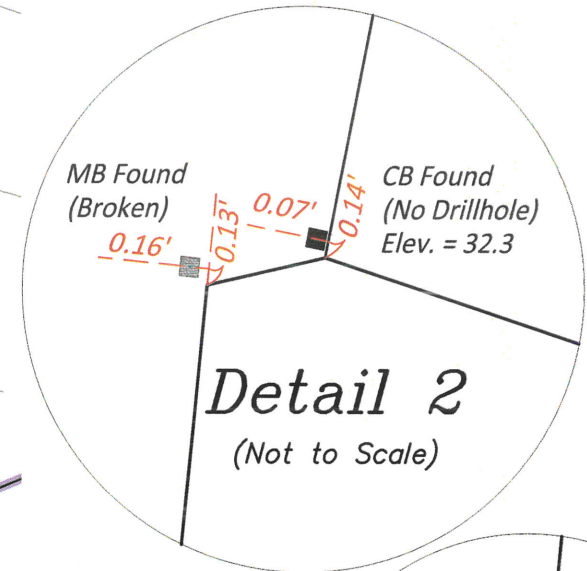 MB Found
(Broken)
0.16'
0.13'
0.07'
0.14'
CB Found
(No Drillhole)
Elev. = 32.3
Detail 2
(Not to Scale)